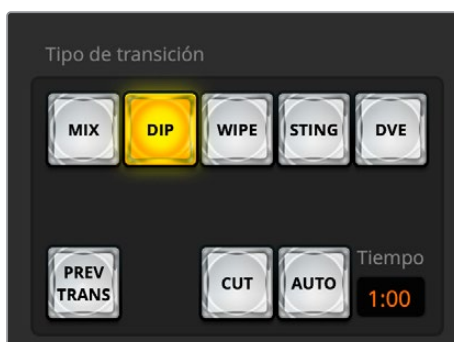 Tipo de transición
MIX
DIP
WIPE
STING
DVE
PREV
TRANS
CUT
AUTO
Tiempo
1:00